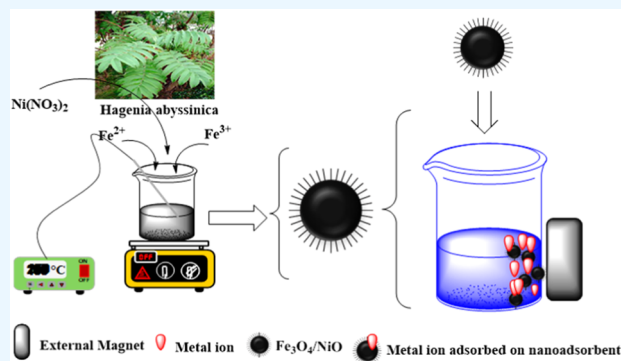 Hagenia abyssinica
Ni(NO₃)₂
Fe²⁺
Fe³⁺
OFF
°C
ON
OFF
External Magnet
Metal ion
Fe₃O₄/NiO
Metal ion adsorbed on nanoadsorbent